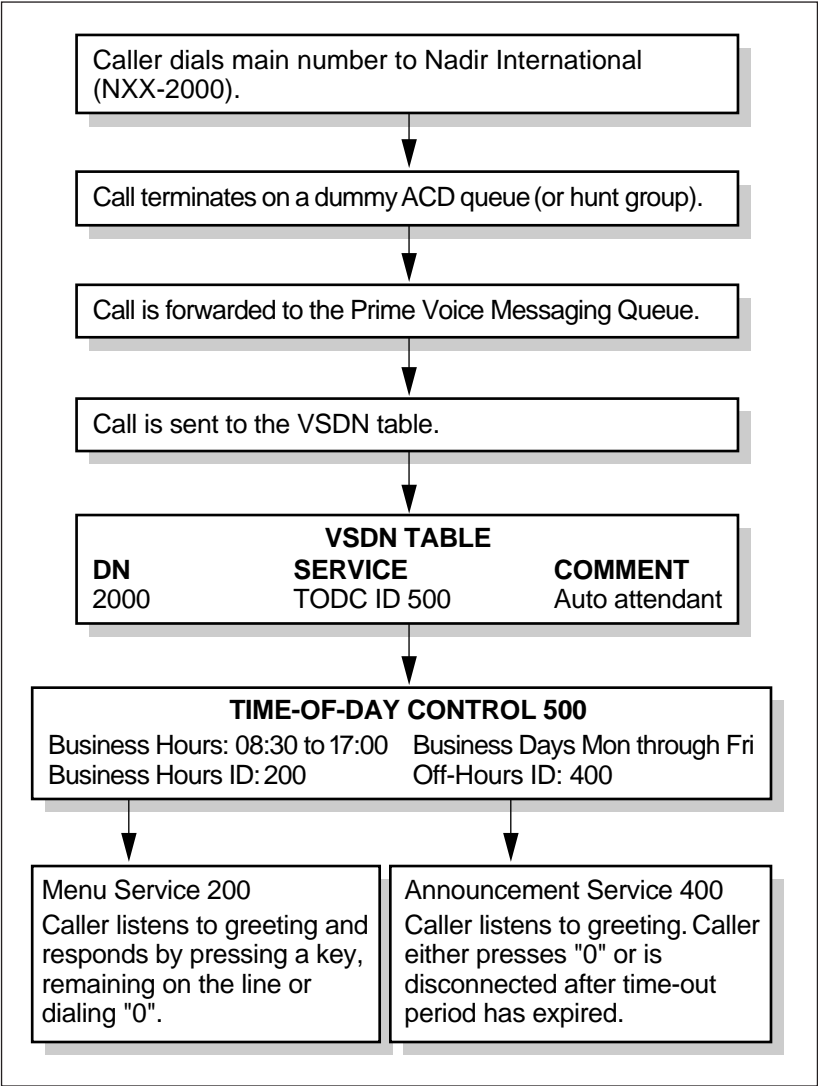 Caller dials main number to Nadir International
(NXX-2000).
Call terminates on a dummy ACD queue (or hunt group).
Call is forwarded to the Prime Voice Messaging Queue.
Call is sent to the VSDN table.
VSDN TABLE
DN SERVICE COMMENT
2000 TODC ID 500 Auto attendant
TIME-OF-DAY CONTROL 500
Business Hours: 08:30 to 17:00 Business Days Mon through Fri
Business Hours ID: 200 Off-Hours ID: 400
Menu Service 200
Caller listens to greeting and
responds by pressing a key,
remaining on the line or
dialing "0".
Announcement Service 400
Caller listens to greeting. Caller
either presses "0" or is
disconnected after time-out
period has expired.